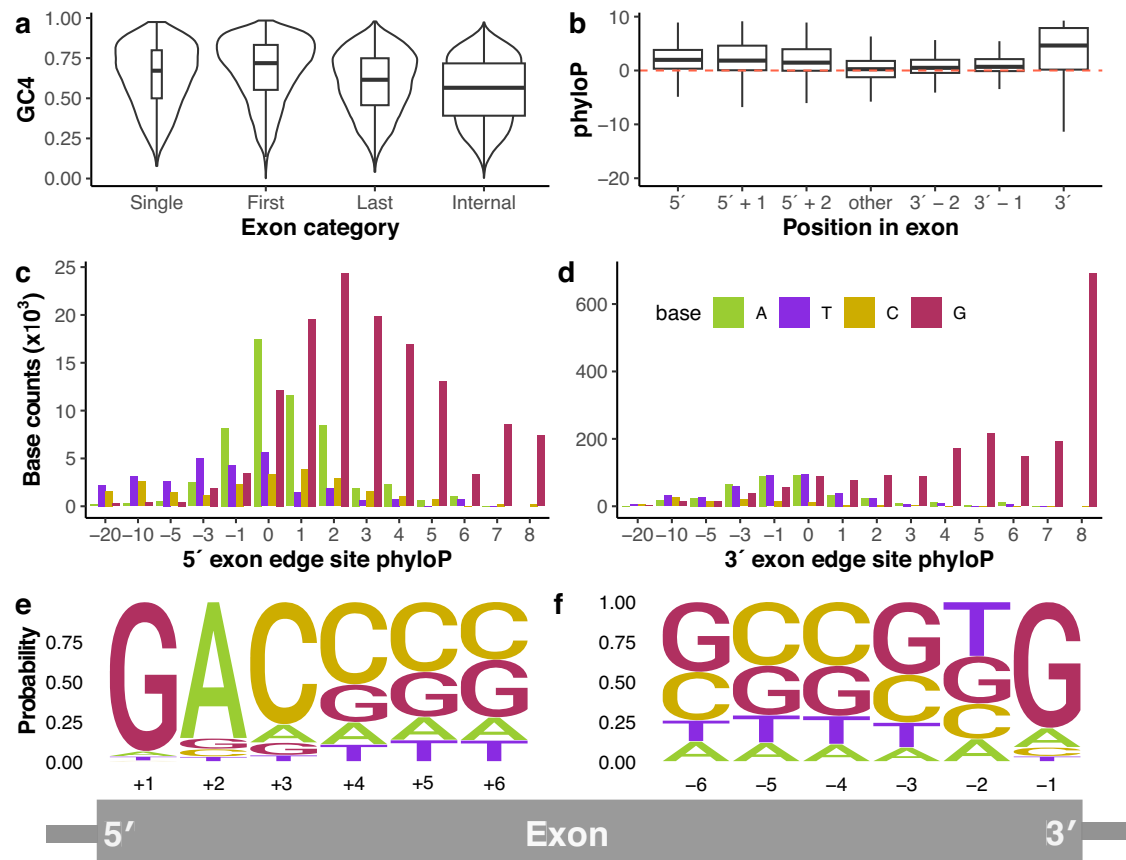 a
1.00
0.75
0.50
0.25
0.00
GC4
Single First Last Internal
Exon category
b
10
0
−10
−20
phyloP
5´ 5´ + 1 5´ + 2 other 3´ − 2 3´ − 1 3´
Position in exon
c
25
20
15
10
5
0
Base counts (x10³)
−20 −10 −5 −3 −1 0 1 2 3 4 5 6 7 8
5´ exon edge site phyloP
d
600
400
200
0
base A T C G
−20 −10 −5 −3 −1 0 1 2 3 4 5 6 7 8
3´ exon edge site phyloP
e
0.75
0.50
0.25
0.00
Probability
G A C C C C
A G A G G G
T C G A A A
T T T T
+1 +2 +3 +4 +5 +6
f
1.00
0.75
0.50
0.25
0.00
G C C G T G
C G G C G A
T T T T C C
A A A A A T
−6 −5 −4 −3 −2 −1
5′ Exon 3′